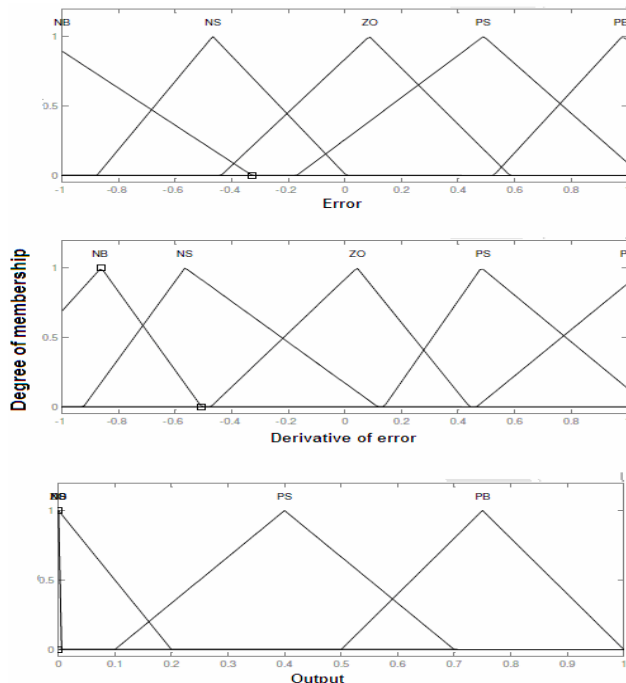 NB NS ZO PS PB
1
0.5
0
-1 -0.8 -0.6 -0.4 -0.2 0 0.2 0.4 0.6 0.8
Error
Degree of membership
NB NS ZO PS
1
0.5
0
-1 -0.8 -0.6 -0.4 -0.2 0 0.2 0.4 0.6 0.8
Derivative of error
PS PB
1
0.5
0
0 0.1 0.2 0.3 0.4 0.5 0.6 0.7 0.8 0.9 1
Output